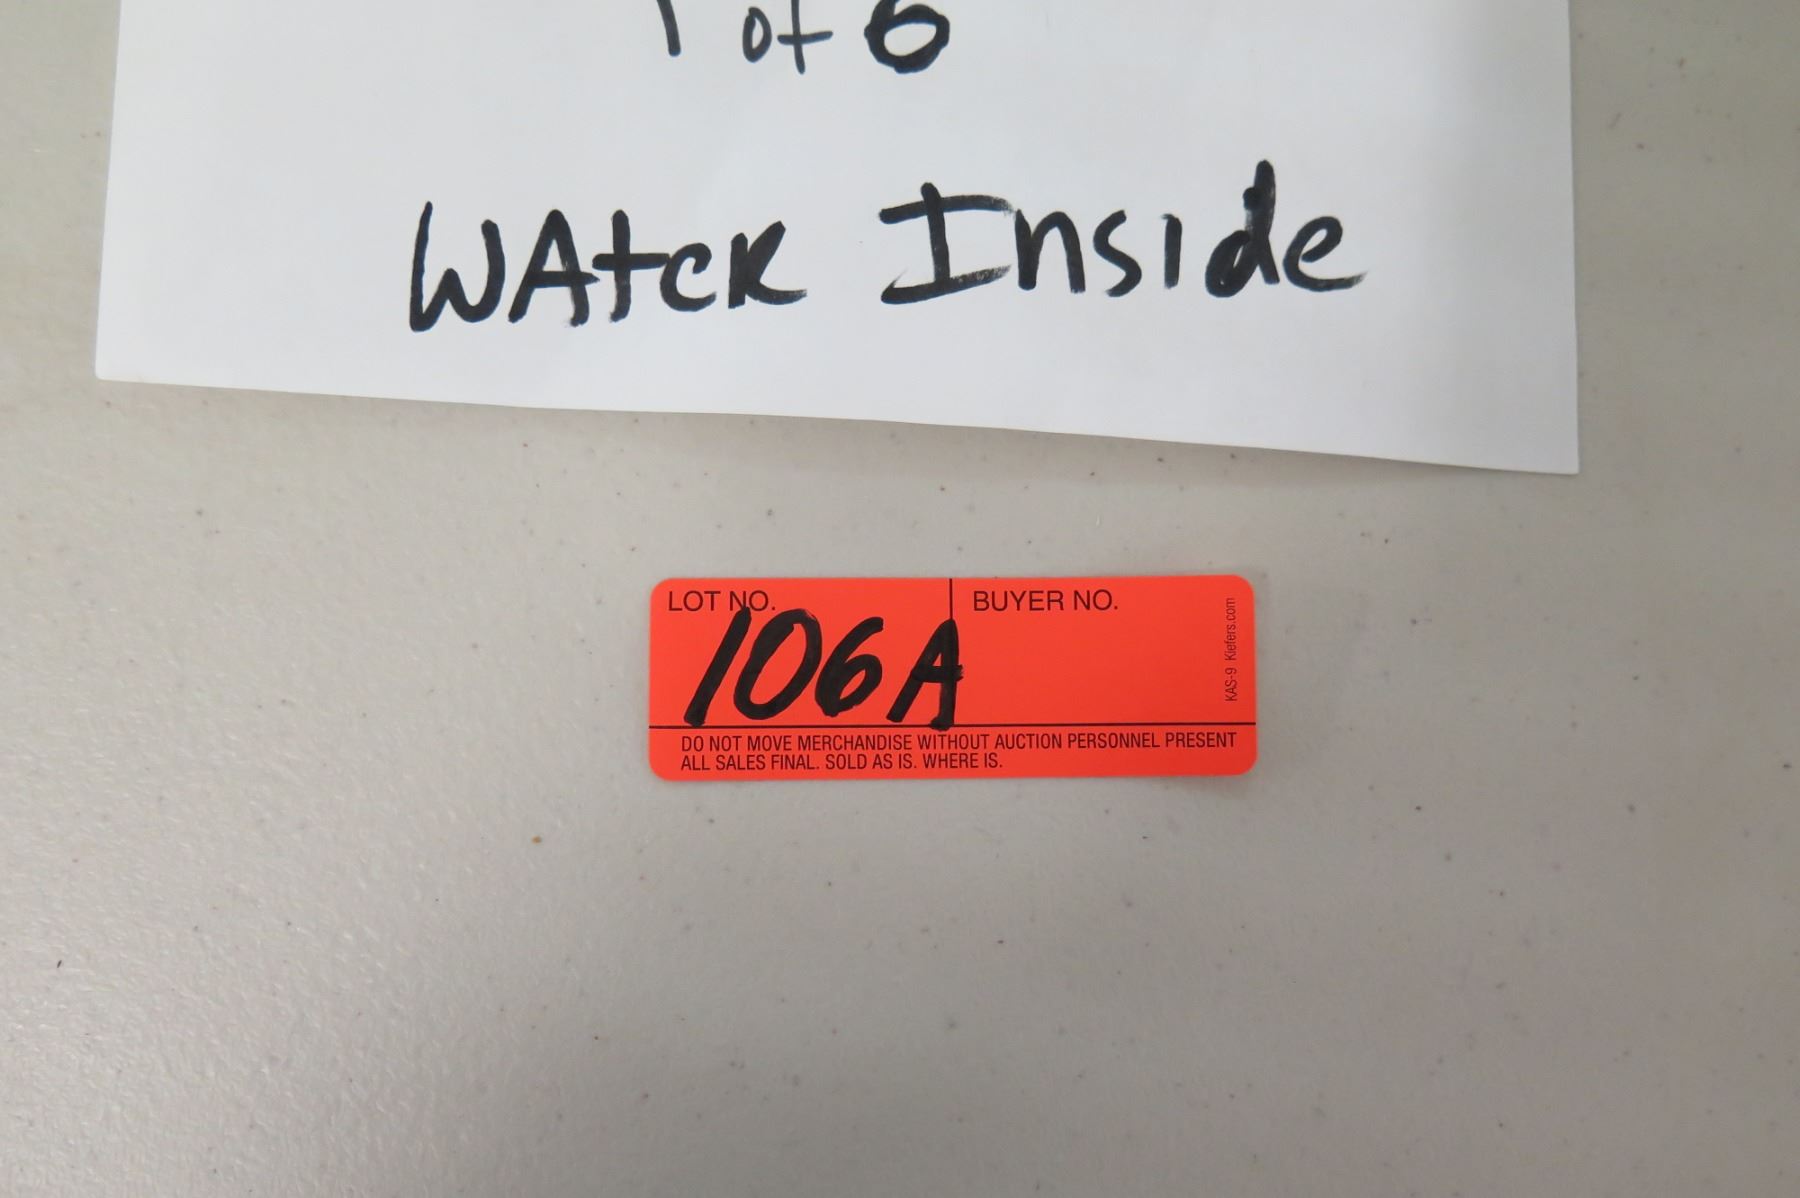 1 of 6
WAteR Inside
LOT NO.
106A
BUYER NO.
KAS-9 Kiefers.com
DO NOT MOVE MERCHANDISE WITHOUT AUCTION PERSONNEL PRESENT
ALL SALES FINAL. SOLD AS IS. WHERE IS.